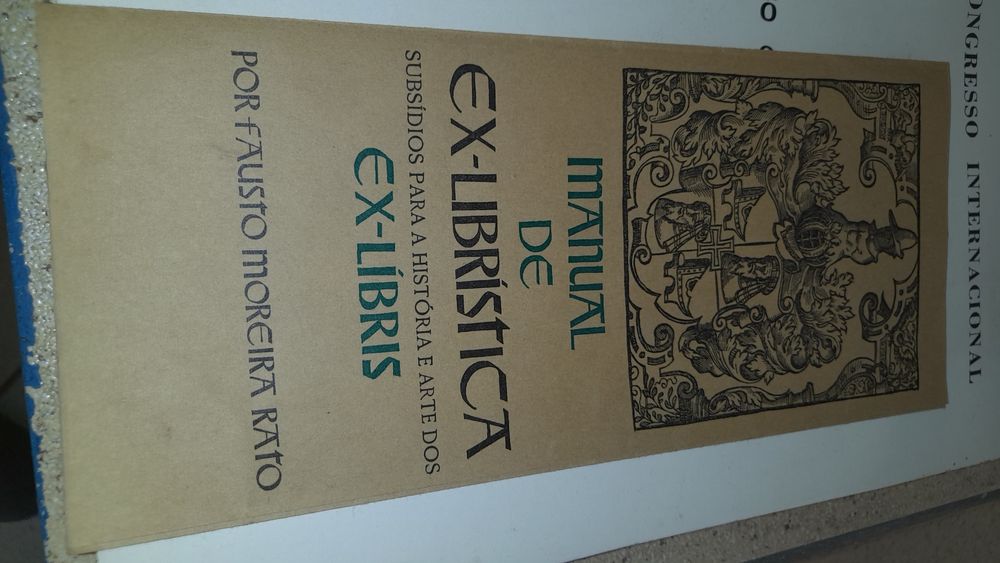 MANUAL
DE
EX-LIBRÍSTICA
SUBSÍDIOS PARA A HISTÓRIA E ARTE DOS
EX-LÍBRIS
POR FAUSTO MOREIRA RATO
ONGRESSO INTERNACIONAL